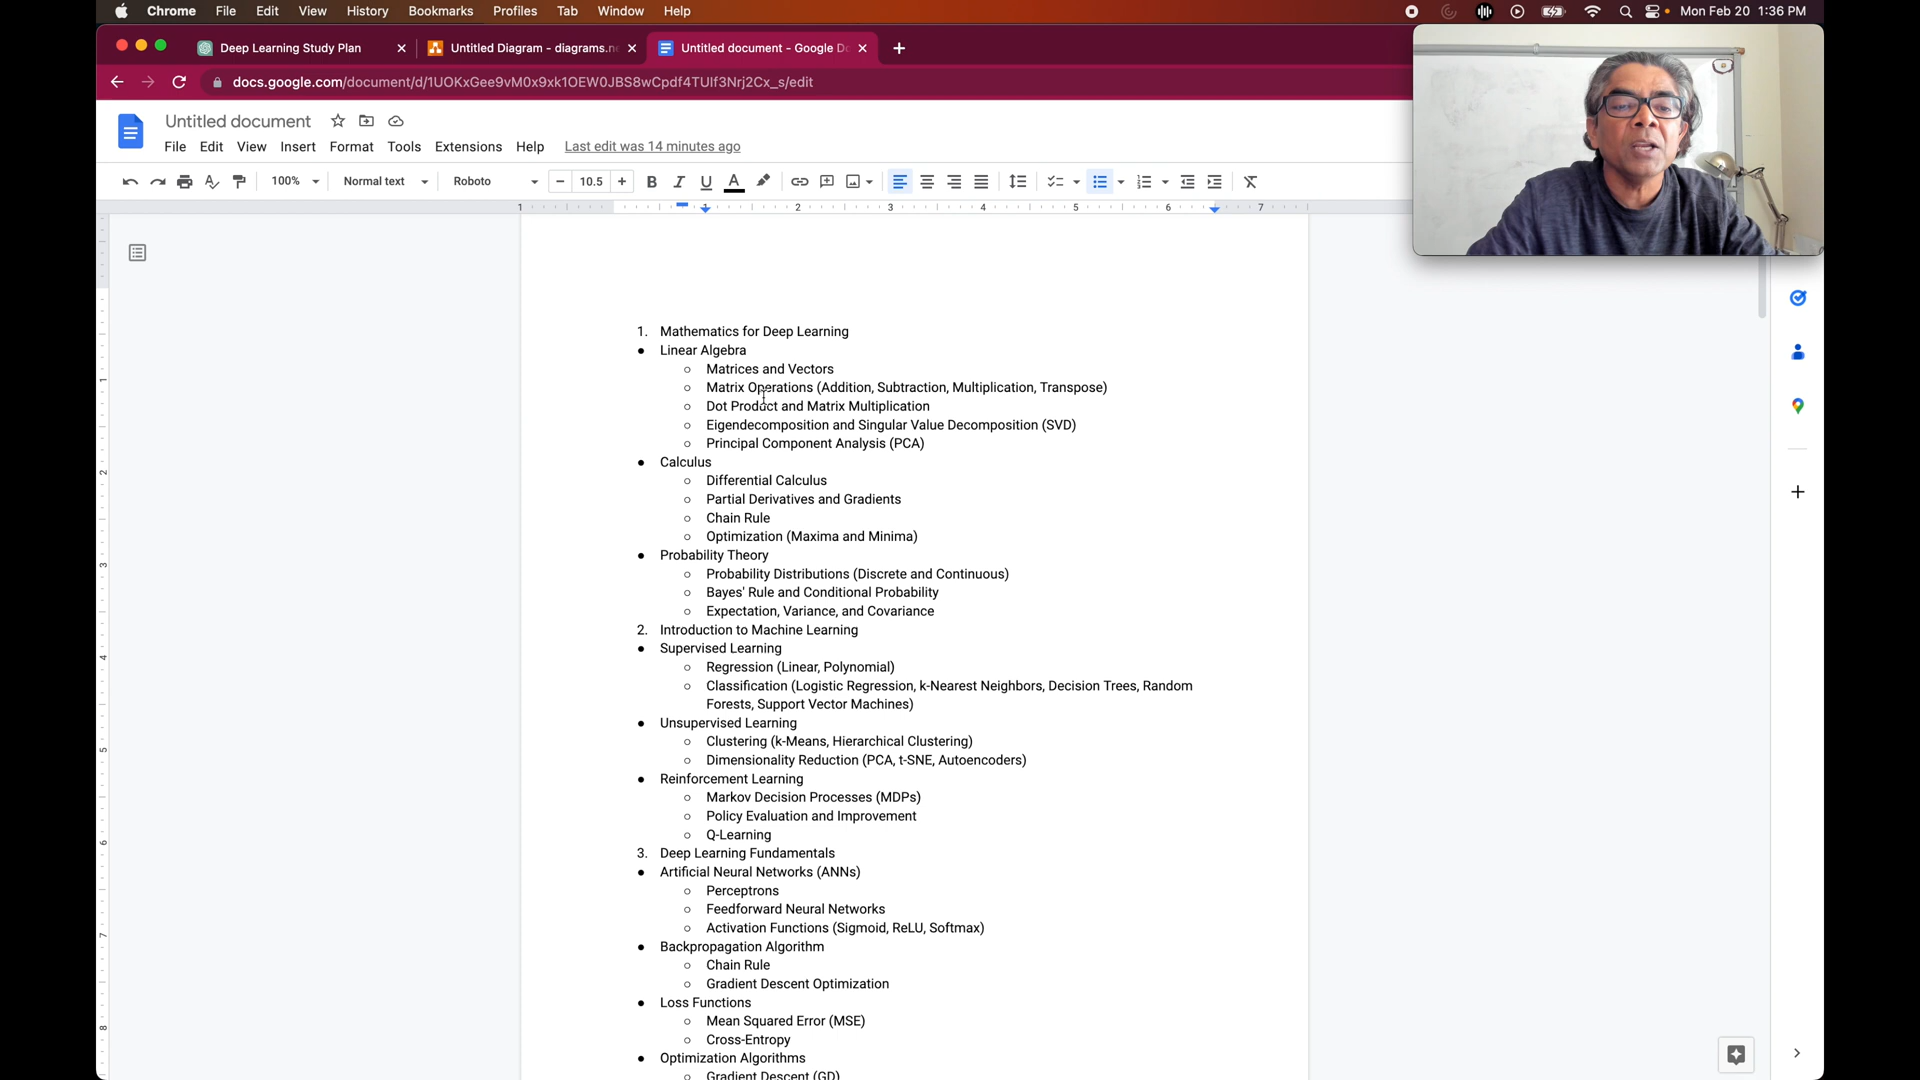 Chrome File Edit View History Bookmarks Profiles Tab Window Help Mon Feb 20 1:36 PM
Deep Learning Study Plan Untitled Diagram - diagrams.ne Untitled document - Google Do
docs.google.com/document/d/1UOKxGee9vM0x9xk1OEW0JBS8wCpdf4TUIf3Nrj2Cx_s/edit
Untitled document
File Edit View Insert Format Tools Extensions Help Last edit was 14 minutes ago
100% Normal text Roboto 10.5
1 1 2 3 4 5 6 7
1. Mathematics for Deep Learning
● Linear Algebra
○ Matrices and Vectors
○ Matrix Operations (Addition, Subtraction, Multiplication, Transpose)
○ Dot Product and Matrix Multiplication
○ Eigendecomposition and Singular Value Decomposition (SVD)
○ Principal Component Analysis (PCA)
● Calculus
○ Differential Calculus
○ Partial Derivatives and Gradients
○ Chain Rule
○ Optimization (Maxima and Minima)
● Probability Theory
○ Probability Distributions (Discrete and Continuous)
○ Bayes' Rule and Conditional Probability
○ Expectation, Variance, and Covariance
2. Introduction to Machine Learning
● Supervised Learning
○ Regression (Linear, Polynomial)
○ Classification (Logistic Regression, k-Nearest Neighbors, Decision Trees, Random
Forests, Support Vector Machines)
● Unsupervised Learning
○ Clustering (k-Means, Hierarchical Clustering)
○ Dimensionality Reduction (PCA, t-SNE, Autoencoders)
● Reinforcement Learning
○ Markov Decision Processes (MDPs)
○ Policy Evaluation and Improvement
○ Q-Learning
3. Deep Learning Fundamentals
● Artificial Neural Networks (ANNs)
○ Perceptrons
○ Feedforward Neural Networks
○ Activation Functions (Sigmoid, ReLU, Softmax)
● Backpropagation Algorithm
○ Chain Rule
○ Gradient Descent Optimization
● Loss Functions
○ Mean Squared Error (MSE)
○ Cross-Entropy
● Optimization Algorithms
○ Gradient Descent (GD)